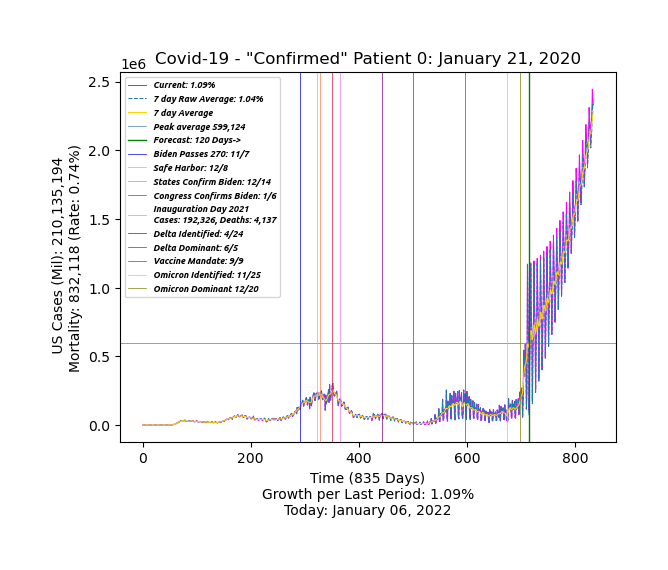 Covid-19 - "Confirmed" Patient 0: January 21, 2020
1e6
2.5
2.0
1.5
1.0
0.5
0.0
US Cases (Mil): 210,135,194
Mortality: 832,118 (Rate: 0.74%)
Current: 1.09%
7 day Raw Average: 1.04%
7 day Average
Peak average 599,124
Forecast: 120 Days->
Biden Passes 270: 11/7
Safe Harbor: 12/8
States Confirm Biden: 12/14
Congress Confirms Biden: 1/6
Inauguration Day 2021
Cases: 192,326, Deaths: 4,137
Delta Identified: 4/24
Delta Dominant: 6/5
Vaccine Mandate: 9/9
Omicron Identified: 11/25
Omicron Dominant 12/20
0
200
400
600
800
Time (835 Days)
Growth per Last Period: 1.09%
Today: January 06, 2022